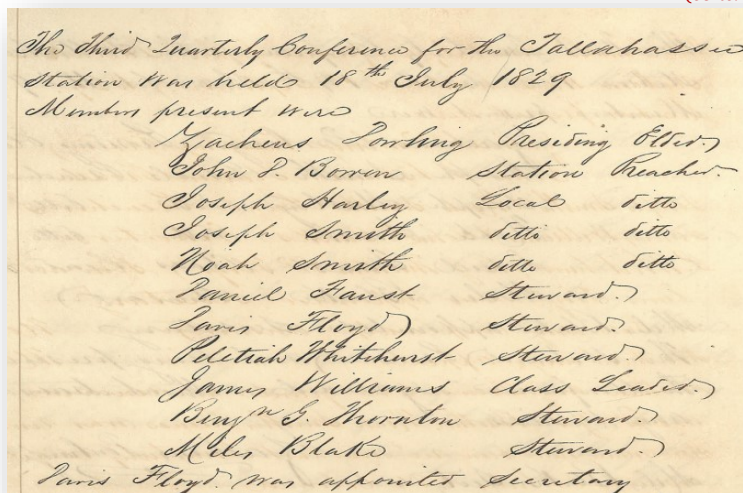 The Third Quarterly Conference for the Tallahassee
Station was held 18th July 1829
Members present were
Zacheus Dowling Presiding Elder.
John F. Bowen Station Preacher.
Joseph Harley Local ditto
Joseph Smith ditto ditto
Noah Smith ditto ditto
Daniel Faust Steward.
Davis Floyd Steward.
Peletiah Whitehurst Steward.
James Williams Class Leader.
Benjn G. Thornton Steward.
Miles Blake Steward.
Davis Floyd. was appointed Secretary